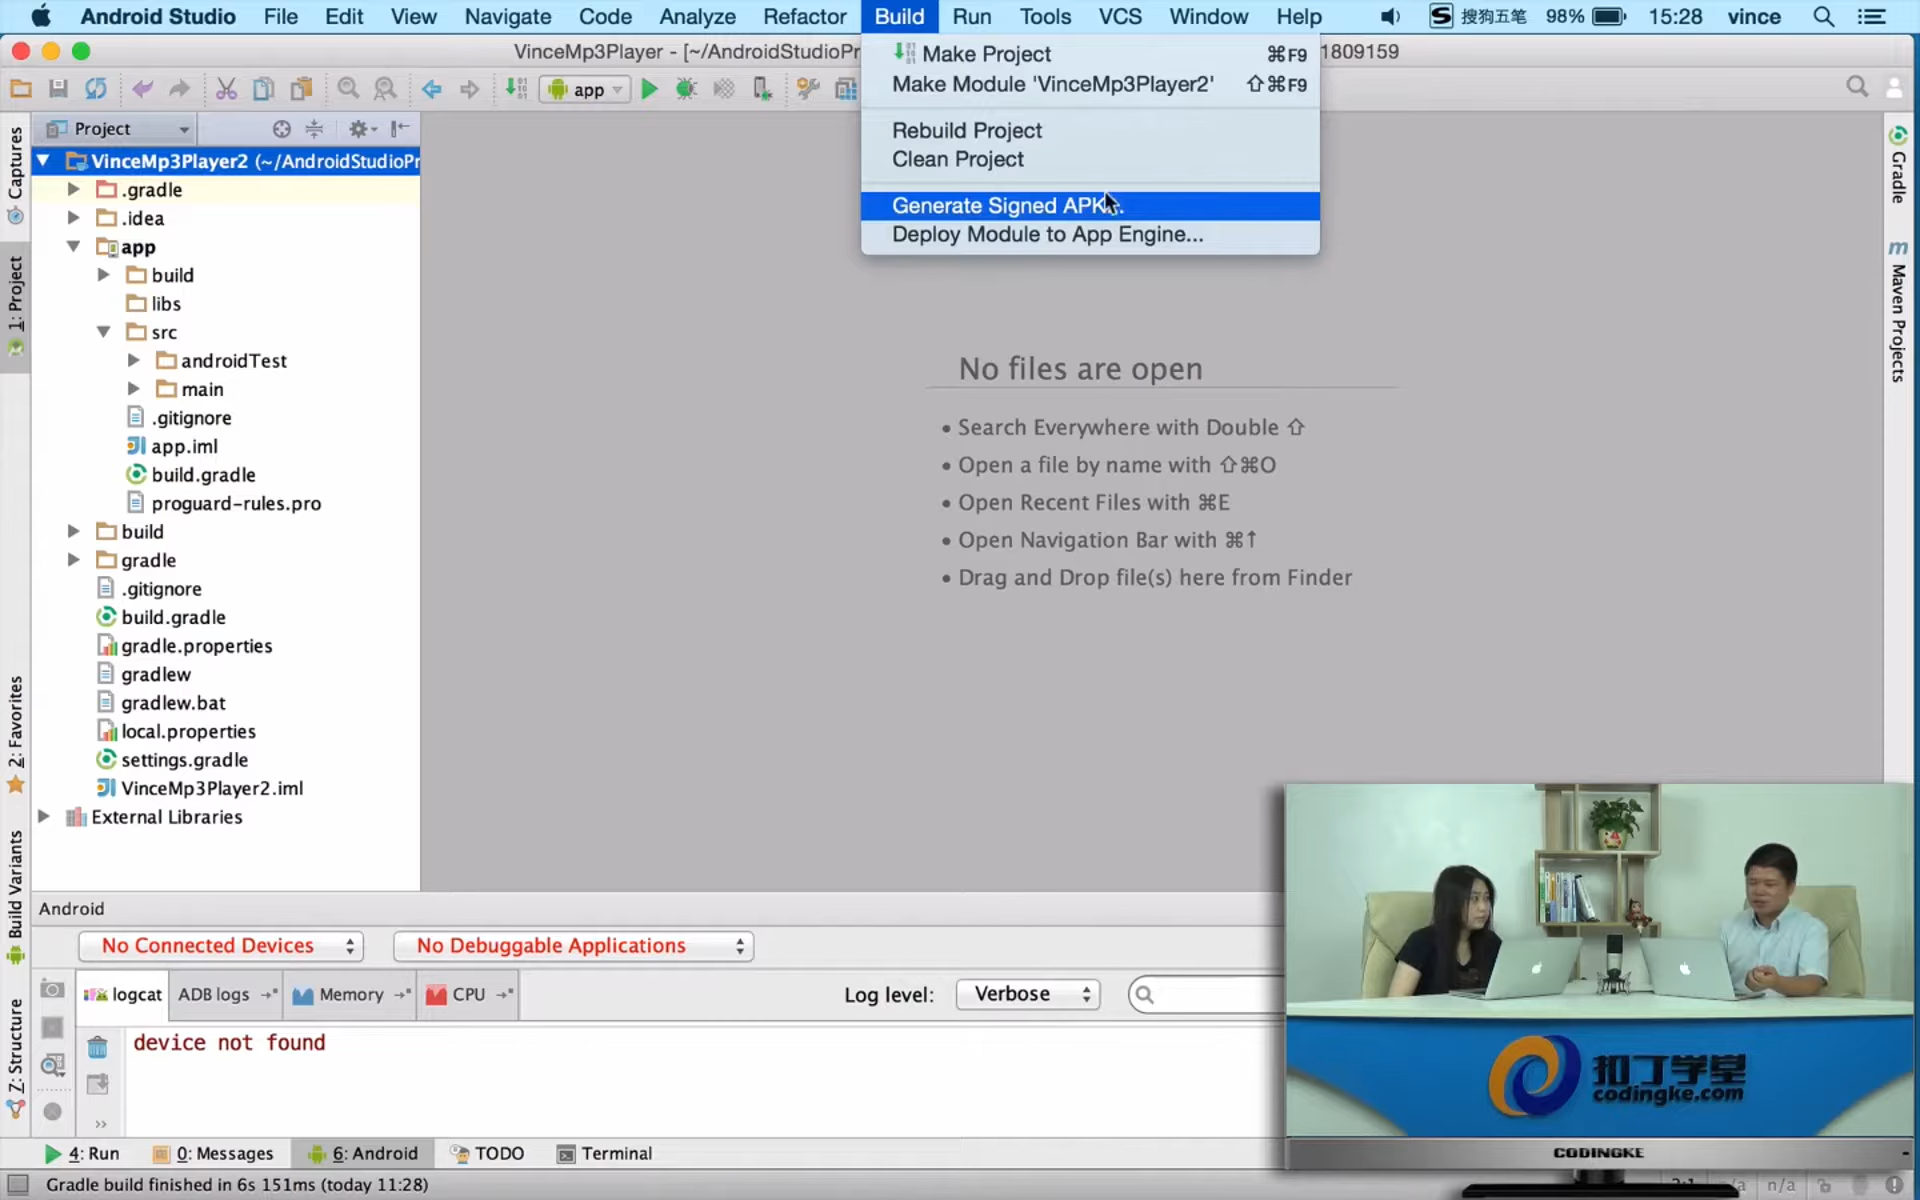 Android Studio File Edit View Navigate Code Analyze Refactor Build Run Tools VCS Window Help S 搜狗五笔 98% 15:28 vince
VinceMp3Player - [~/AndroidStudioPr
1809159
Make Project ⌘F9
Make Module 'VinceMp3Player2' ⇧⌘F9
Rebuild Project
Clean Project
Generate Signed APK...
Deploy Module to App Engine...
app
Project
Captures
1: Project
2: Favorites
Build Variants
Z: Structure
VinceMp3Player2 (~/AndroidStudioPr
.gradle
.idea
app
build
libs
src
androidTest
main
.gitignore
app.iml
build.gradle
proguard-rules.pro
build
gradle
.gitignore
build.gradle
gradle.properties
gradlew
gradlew.bat
local.properties
settings.gradle
VinceMp3Player2.iml
External Libraries
No files are open
• Search Everywhere with Double ⇧
• Open a file by name with ⇧⌘O
• Open Recent Files with ⌘E
• Open Navigation Bar with ⌘↑
• Drag and Drop file(s) here from Finder
Gradle
m Maven Projects
Android
No Connected Devices No Debuggable Applications
logcat ADB logs Memory CPU Log level: Verbose
device not found
扣丁学堂
codingke.com
CODINGKE
4: Run 0: Messages 6: Android TODO Terminal
Gradle build finished in 6s 151ms (today 11:28) n/a